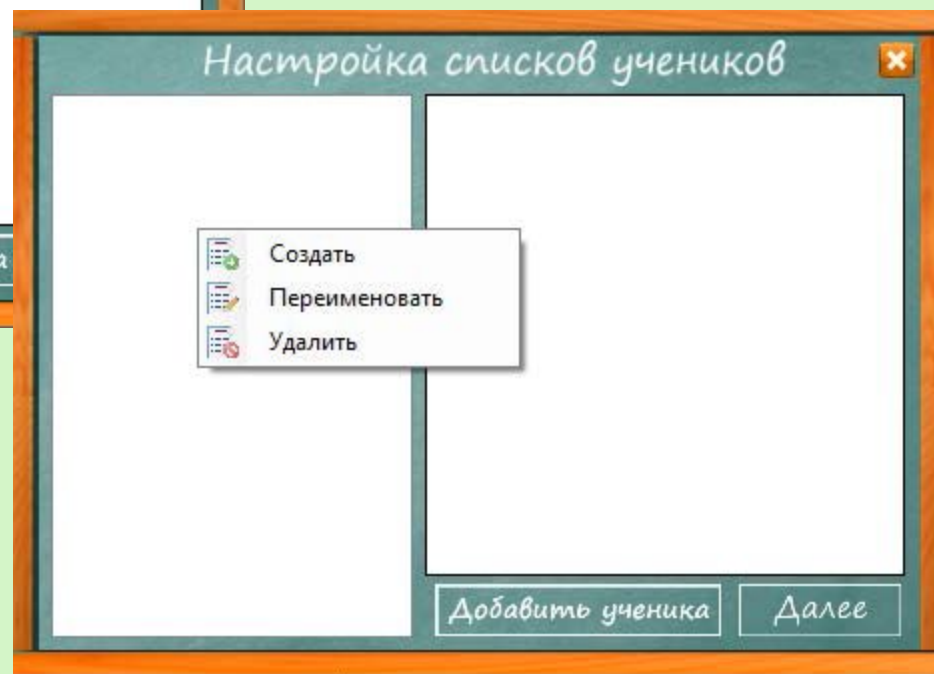 Настройка списков учеников
Создать
Переименовать
Удалить
Добавить ученика
Далее